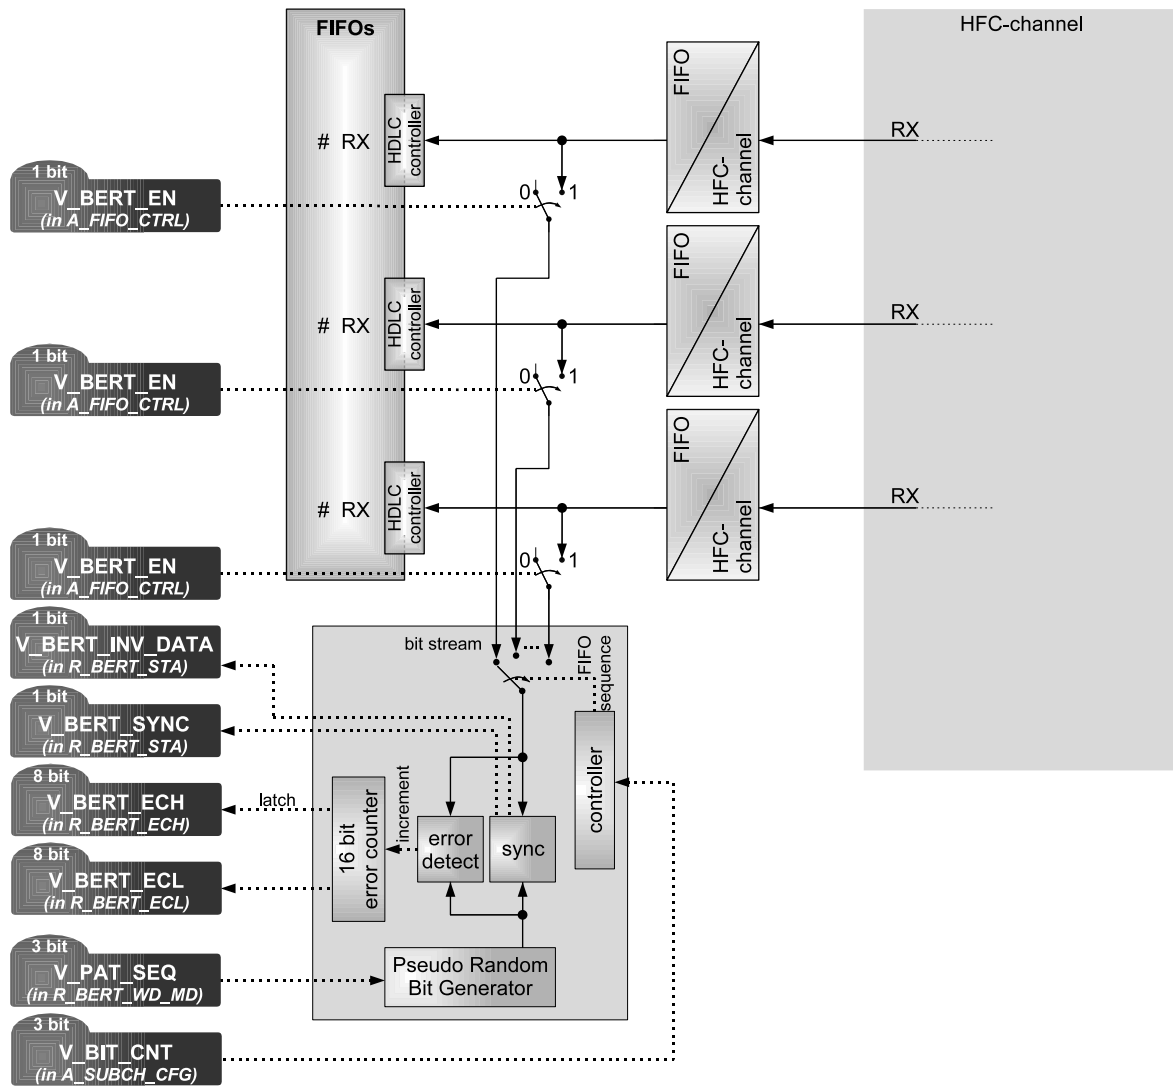 FIFOs
HFC-channel
# RX
HDLC
controller
FIFO
HFC-
channel
RX
0
1
1 bit
V_BERT_EN
(in A_FIFO_CTRL)
# RX
HDLC
controller
FIFO
HFC-
channel
RX
0
1
1 bit
V_BERT_EN
(in A_FIFO_CTRL)
# RX
HDLC
controller
FIFO
HFC-
channel
RX
0
1
1 bit
V_BERT_EN
(in A_FIFO_CTRL)
1 bit
V_BERT_INV_DATA
(in R_BERT_STA)
bit stream
FIFO
sequence
1 bit
V_BERT_SYNC
(in R_BERT_STA)
8 bit
V_BERT_ECH
(in R_BERT_ECH)
latch
16 bit
error counter
increment
error
detect
sync
controller
8 bit
V_BERT_ECL
(in R_BERT_ECL)
3 bit
V_PAT_SEQ
(in R_BERT_WD_MD)
Pseudo Random
Bit Generator
3 bit
V_BIT_CNT
(in A_SUBCH_CFG)